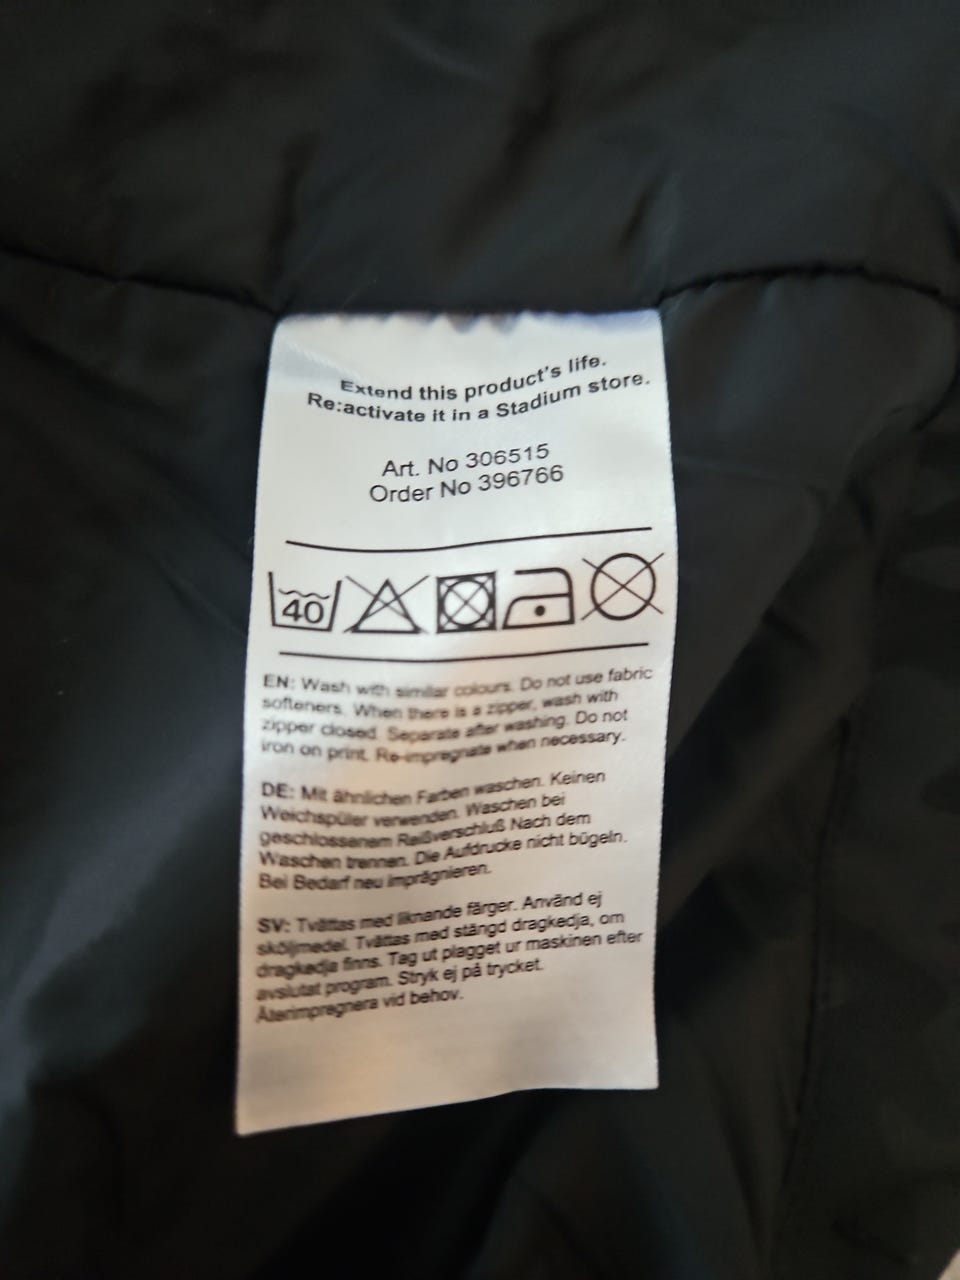 Extend this product's life.
Re:activate it in a Stadium store.
Art. No 306515
Order No 396766
40
EN: Wash with similar colours. Do not use fabric
softeners. When there is a zipper, wash with
zipper closed. Separate after washing. Do not
iron on print. Re-impregnate when necessary.
DE: Mit ähnlichen Farben waschen. Keinen
Weichspüler verwenden. Waschen bei
geschlossenem Reißverschluß Nach dem
Waschen trennen. Die Aufdrucke nicht bügeln.
Bei Bedarf neu imprägnieren.
SV: Tvättas med liknande färger. Använd ej
sköljmedel. Tvättas med stängd dragkedja, om
dragkedja finns. Tag ut plagget ur maskinen efter
avslutat program. Stryk ej på trycket.
Återimpregnera vid behov.